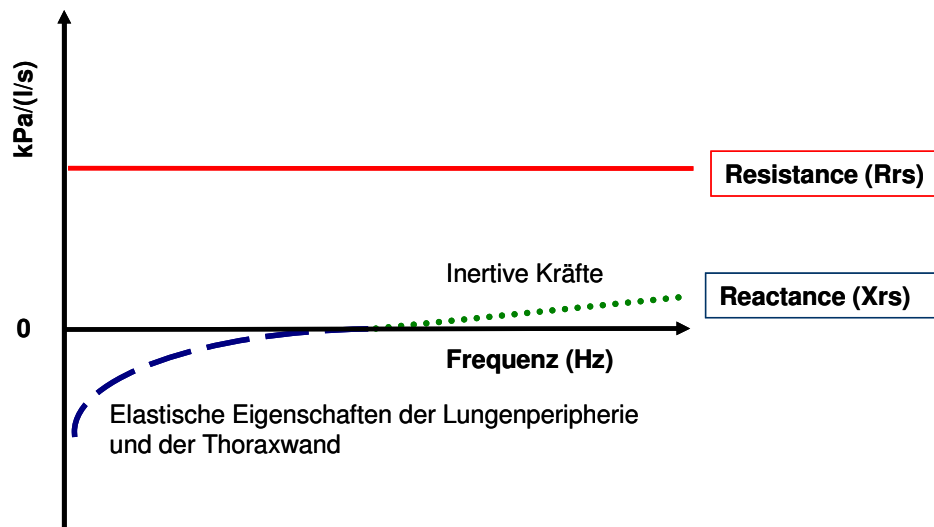 kPa/(l/s)
Resistance (Rrs)
Inertive Kräfte
Reactance (Xrs)
0
Frequenz (Hz)
Elastische Eigenschaften der Lungenperipherie
und der Thoraxwand